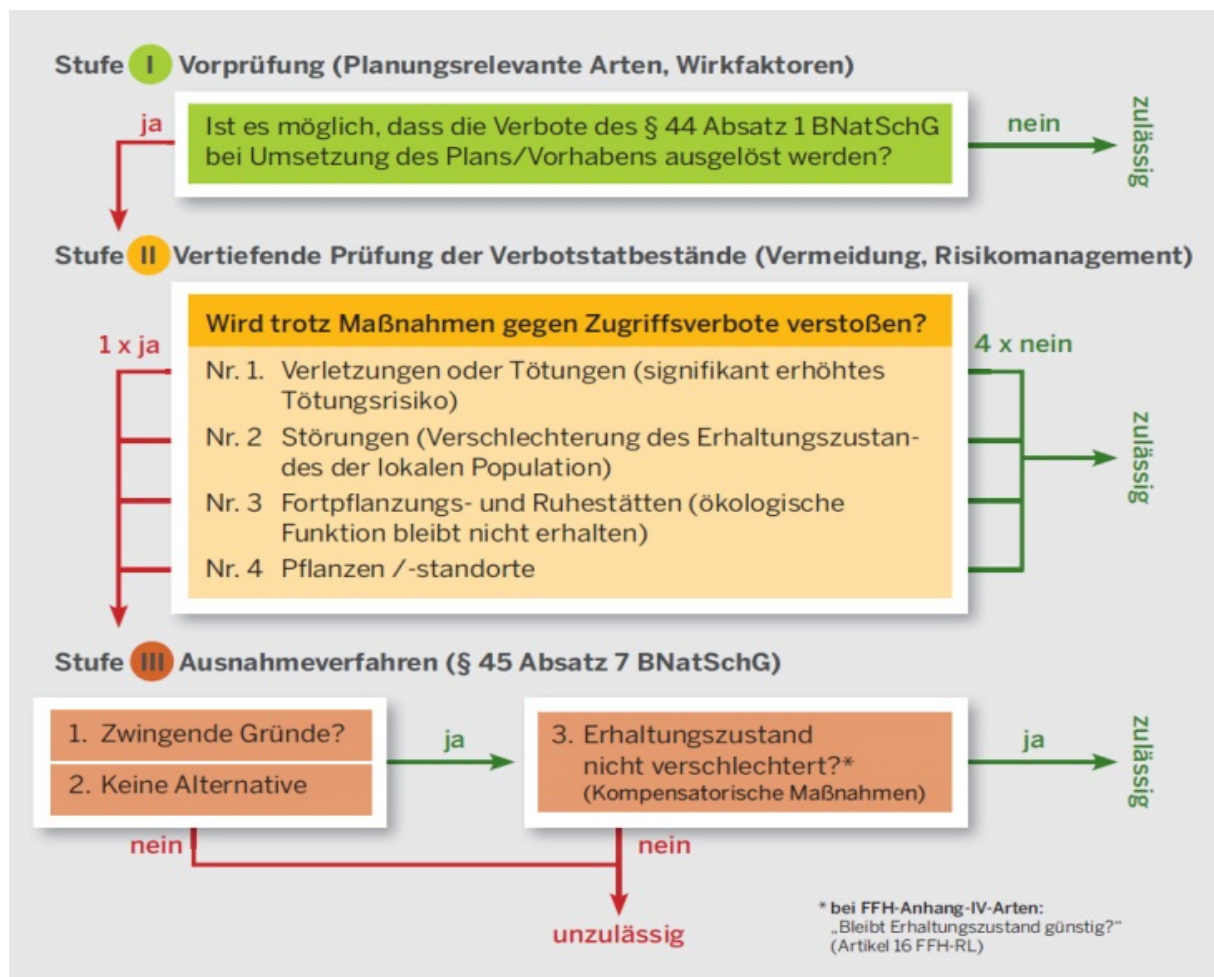 Stufe I Vorprüfung (Planungsrelevante Arten, Wirkfaktoren)
ja
Ist es möglich, dass die Verbote des § 44 Absatz 1 BNatSchG
bei Umsetzung des Plans/Vorhabens ausgelöst werden?
nein
zulässig
Stufe II Vertiefende Prüfung der Verbotstatbestände (Vermeidung, Risikomanagement)
1 x ja
Wird trotz Maßnahmen gegen Zugriffsverbote verstoßen?
Nr. 1. Verletzungen oder Tötungen (signifikant erhöhtes
Tötungsrisiko)
Nr. 2 Störungen (Verschlechterung des Erhaltungszustan-
des der lokalen Population)
Nr. 3 Fortpflanzungs- und Ruhestätten (ökologische
Funktion bleibt nicht erhalten)
Nr. 4 Pflanzen /-standorte
4 x nein
zulässig
Stufe III Ausnahmeverfahren (§ 45 Absatz 7 BNatSchG)
1. Zwingende Gründe?
2. Keine Alternative
ja
3. Erhaltungszustand
nicht verschlechtert?*
(Kompensatorische Maßnahmen)
ja
zulässig
nein
nein
unzulässig
* bei FFH-Anhang-IV-Arten:
„Bleibt Erhaltungszustand günstig?“
(Artikel 16 FFH-RL)